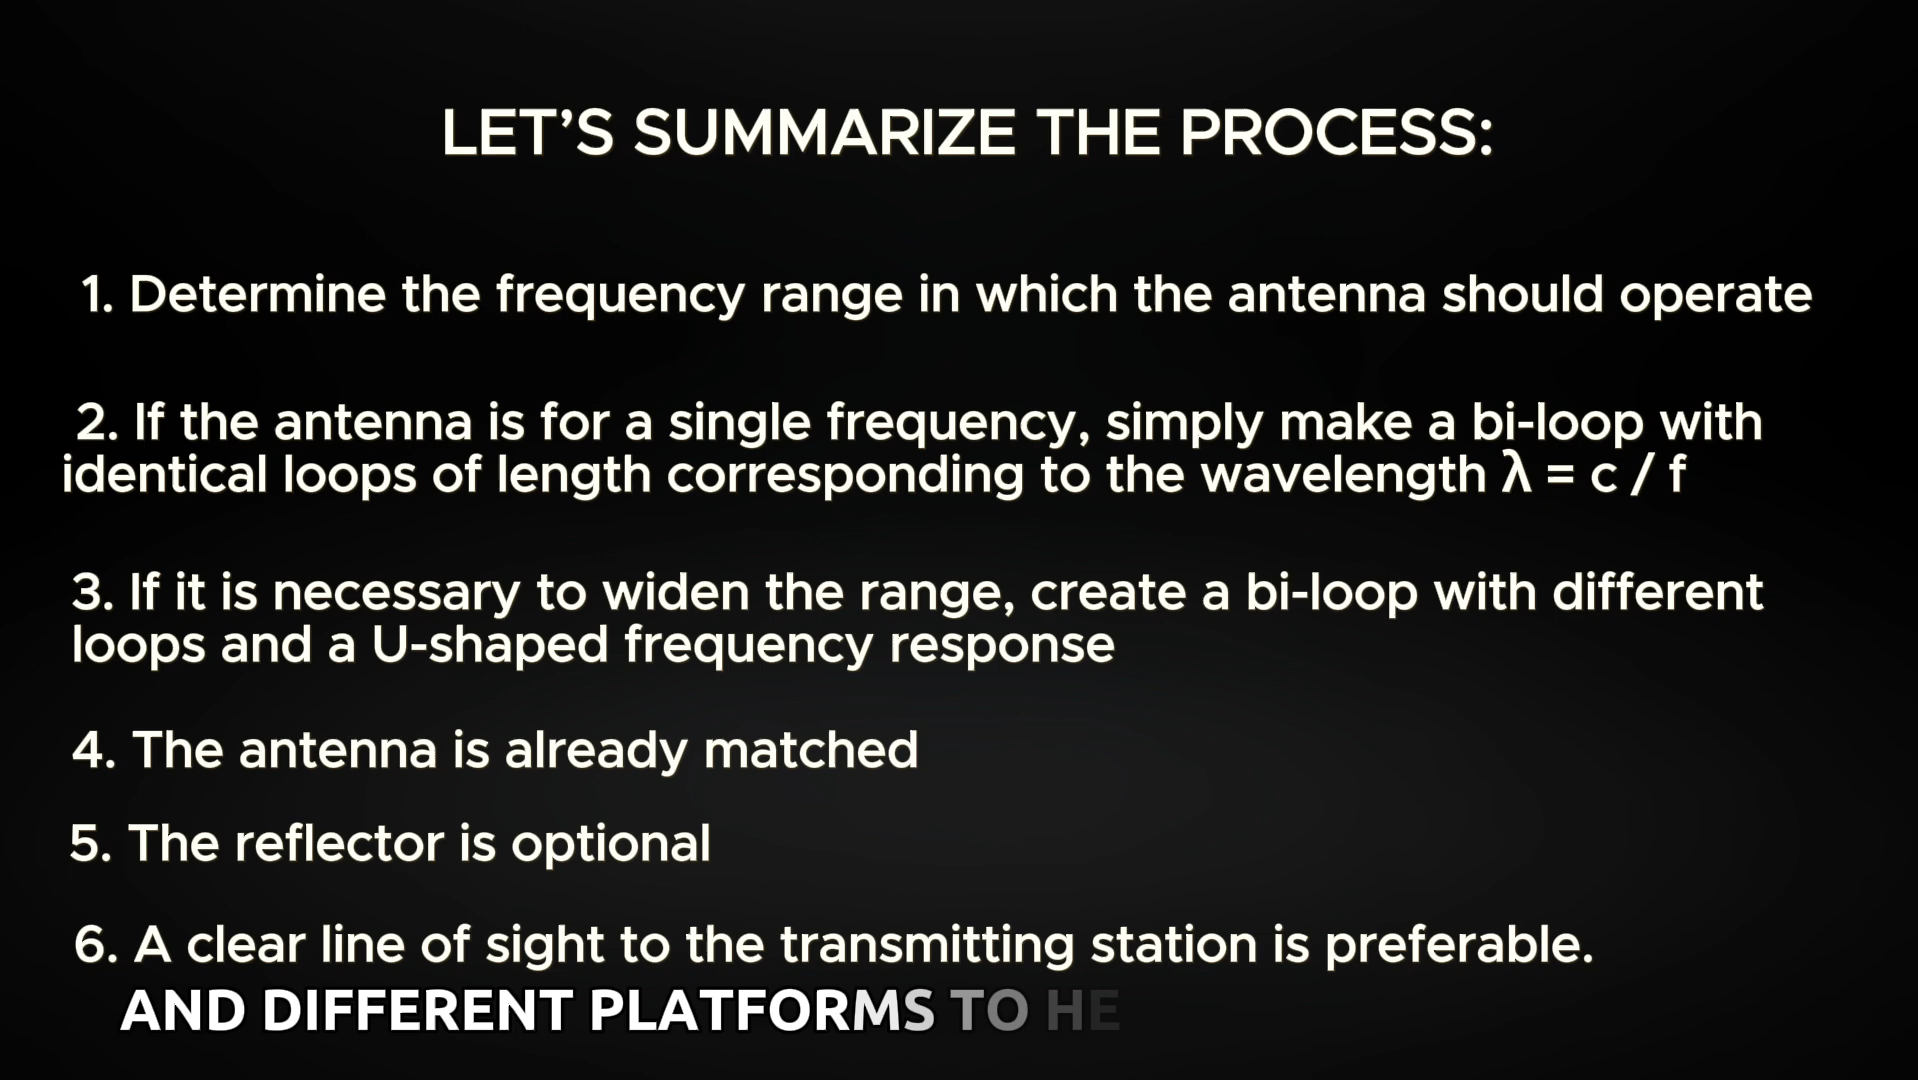 LET’S SUMMARIZE THE PROCESS:
1. Determine the frequency range in which the antenna should operate
2. If the antenna is for a single frequency, simply make a bi-loop with
identical loops of length corresponding to the wavelength λ = c / f
3. If it is necessary to widen the range, create a bi-loop with different
loops and a U-shaped frequency response
4. The antenna is already matched
5. The reflector is optional
6. A clear line of sight to the transmitting station is preferable.
AND DIFFERENT PLATFORMS TO HE